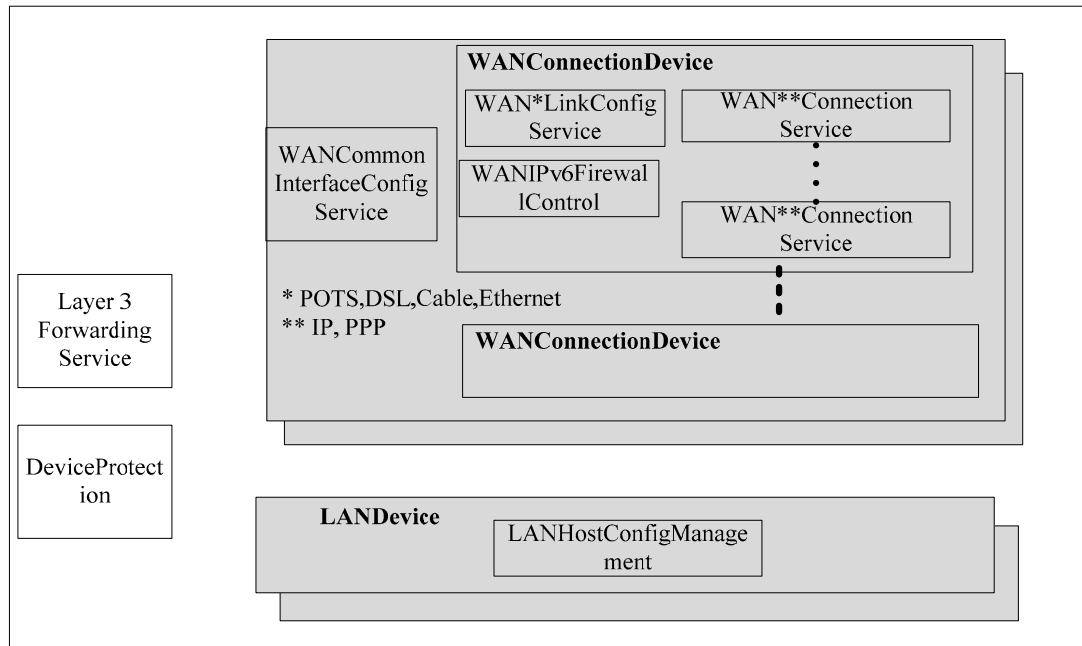 WANConnectionDevice
WAN*LinkConfig
Service
WAN**Connection
Service
WANCommon
InterfaceConfig
Service
WANIPv6Firewal
lControl
WAN**Connection
Service
Layer 3
Forwarding
Service
* POTS,DSL,Cable,Ethernet
** IP, PPP
WANConnectionDevice
DeviceProtect
ion
LANDevice
LANHostConfigManage
ment